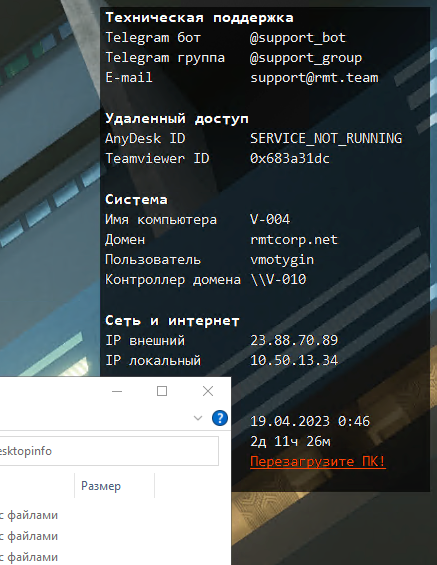 Техническая поддержка
Telegram бот @support_bot
Telegram группа @support_group
E-mail support@rmt.team
Удаленный доступ
AnyDesk ID SERVICE_NOT_RUNNING
Teamviewer ID 0x683a31dc
Система
Имя компьютера V-004
Домен rmtcorp.net
Пользователь vmotygin
Контроллер домена \\V-010
Сеть и интернет
IP внешний 23.88.70.89
IP локальный 10.50.13.34
19.04.2023 0:46
2д 11ч 26м
Перезагрузите ПК!
?
esktopinfo
Размер
с файлами
с файлами
с файлами